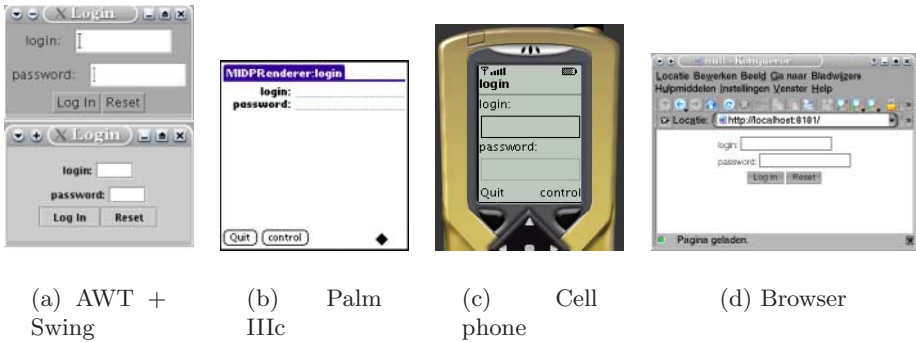 X Login
login:
password:
Log In Reset
X Login
login:
password:
Log In Reset
MIDPRenderer:login
login:
password:
Quit control
login
login:
password:
Quit control
null - Konqueror
Locatie Bewerken Beeld Ga naar Bladwijzers
Hulpmiddelen Instellingen Venster Help
Locatie: http://localhost:8181/
login:
password:
Log In Reset
Pagina geladen.
(a) AWT +
Swing
(b) Palm
IIIc
(c) Cell
phone
(d) Browser